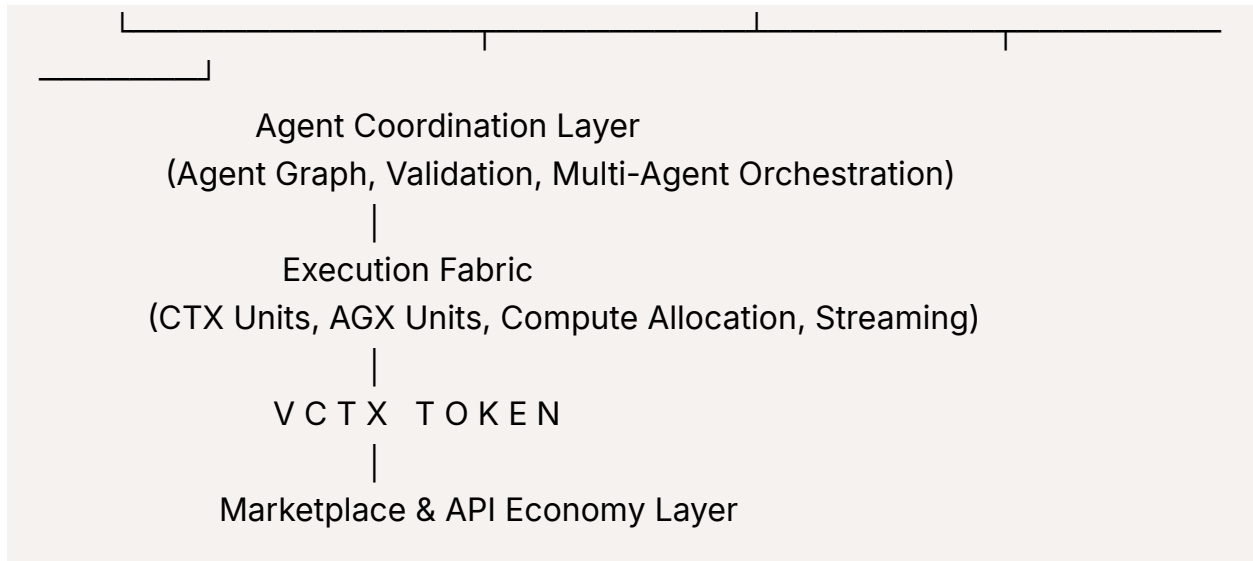 └───────────────┬───────────┴──────────┬─────────
───────┘
Agent Coordination Layer
(Agent Graph, Validation, Multi-Agent Orchestration)
│
Execution Fabric
(CTX Units, AGX Units, Compute Allocation, Streaming)
│
V C T X T O K E N
│
Marketplace & API Economy Layer